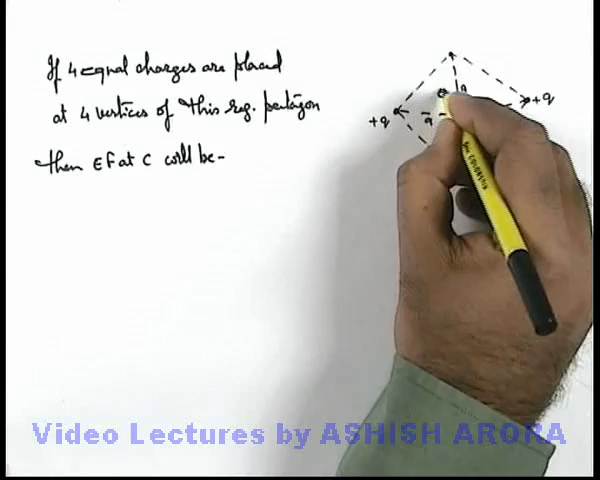 If 4 equal charges are placed
at 4 vertices of this reg. pentagon
then EF at C will be-
+q
+q
a
a
Video Lectures by ASHISH ARORA